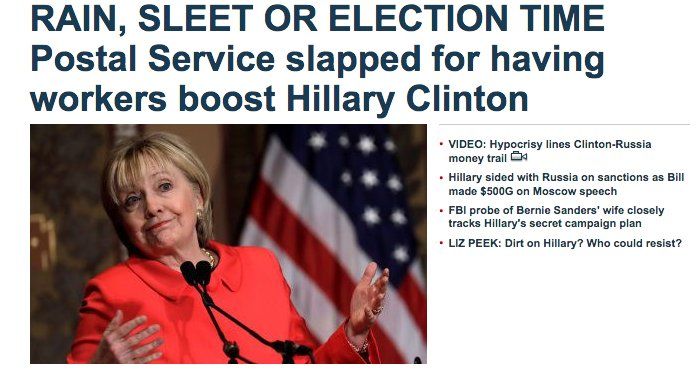 RAIN, SLEET OR ELECTION TIME
Postal Service slapped for having
workers boost Hillary Clinton
• VIDEO: Hypocrisy lines Clinton-Russia
money trail
• Hillary sided with Russia on sanctions as Bill
made $500G on Moscow speech
• FBI probe of Bernie Sanders' wife closely
tracks Hillary's secret campaign plan
• LIZ PEEK: Dirt on Hillary? Who could resist?